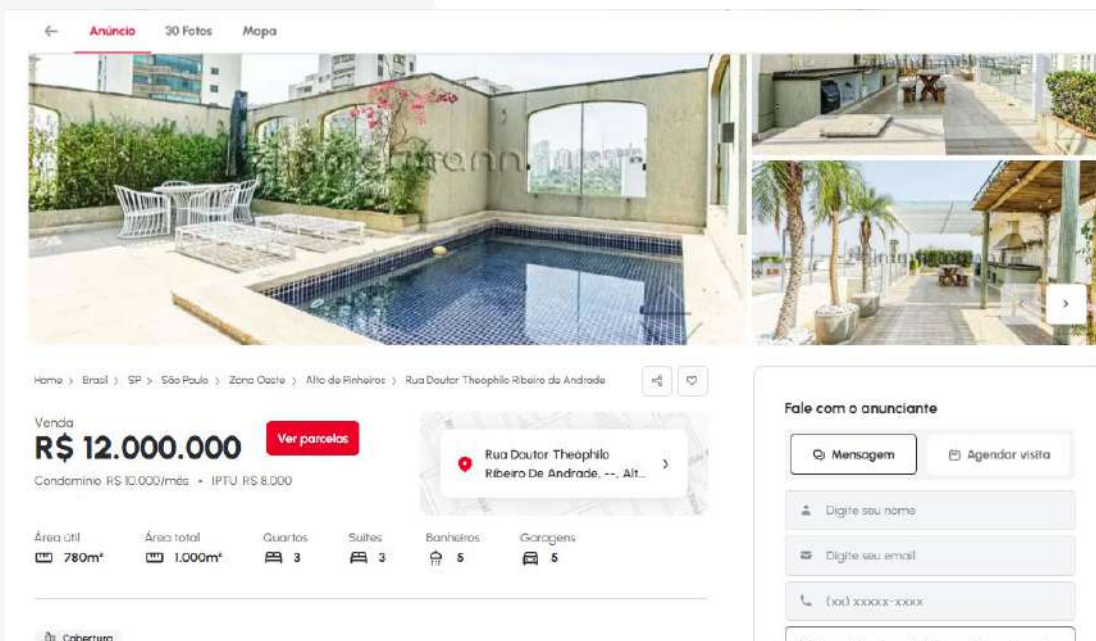 Anúncio 30 Fotos Mapa
Zimmermann.
Home > Brasil > SP > São Paulo > Zona Oeste > Alto de Pinheiros > Rua Doutor Theophilo Ribeiro de Andrade
Venda
R$ 12.000.000
Ver parcelas
Condomínio R$ 10.000/mês • IPTU R$ 8.000
Rua Doutor Theóphilo
Ribeiro De Andrade, --, Alt...
Área útil Área total Quartos Suítes Banheiros Garagens
780m² 1.000m² 3 3 5 5
Cobertura
Fale com o anunciante
Mensagem Agendar visita
Digite seu nome
Digite seu email
(xx) xxxxx-xxxx